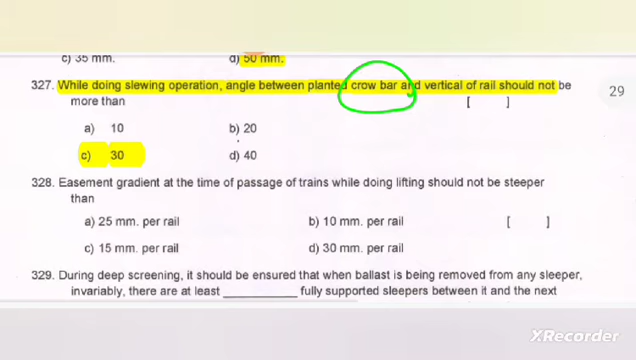 c) 35 mm. d) 50 mm.
327. While doing slewing operation, angle between planted crow bar and vertical of rail should not be
more than [ ]
29
a) 10 b) 20
c) 30 d) 40
328. Easement gradient at the time of passage of trains while doing lifting should not be steeper
than
a) 25 mm. per rail b) 10 mm. per rail [ ]
c) 15 mm. per rail d) 30 mm. per rail
329. During deep screening, it should be ensured that when ballast is being removed from any sleeper,
invariably, there are at least __________ fully supported sleepers between it and the next
XRecorder